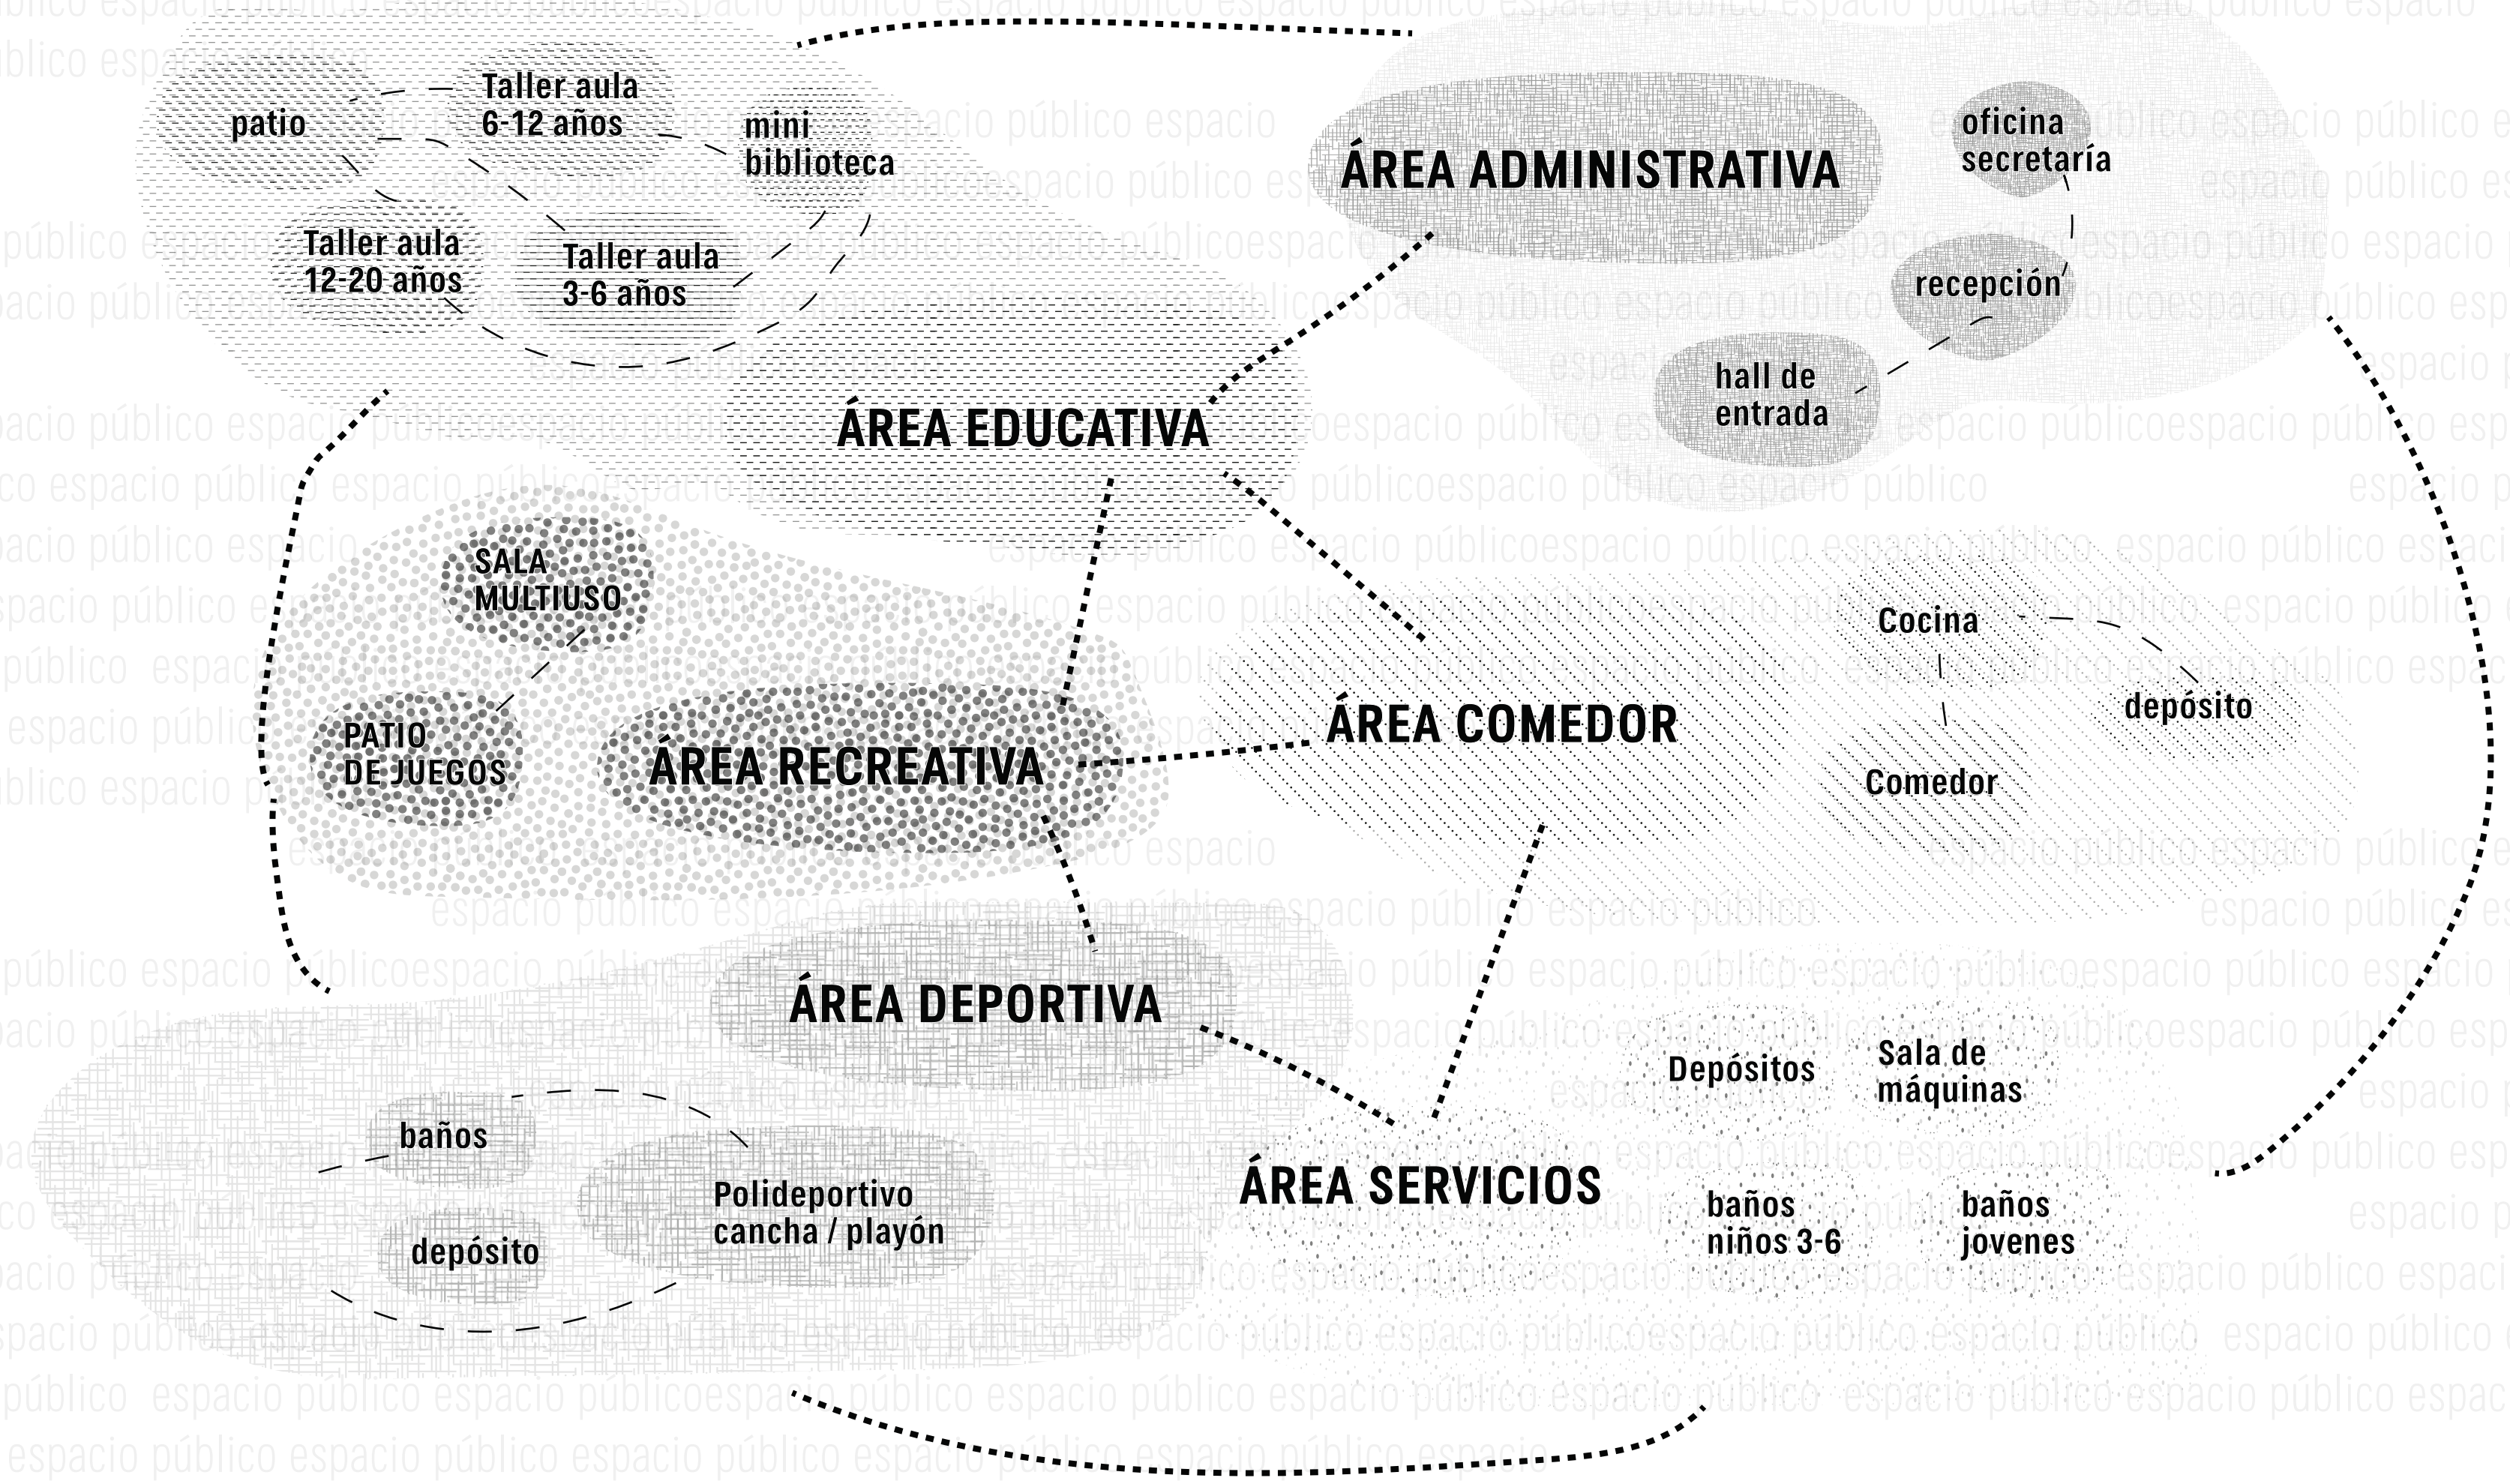 patio
Taller aula
6-12 años
mini
biblioteca
Taller aula
12-20 años
Taller aula
3-6 años
ÁREA EDUCATIVA
ÁREA ADMINISTRATIVA
oficina
secretaría
recepción
hall de
entrada
SALA
MULTIUSO
PATIO
DE JUEGOS
ÁREA RECREATIVA
ÁREA COMEDOR
Cocina
depósito
Comedor
ÁREA DEPORTIVA
baños
depósito
Polideportivo
cancha / playón
ÁREA SERVICIOS
Depósitos
Sala de
máquinas
baños
niños 3-6
baños
jovenes
espacio público